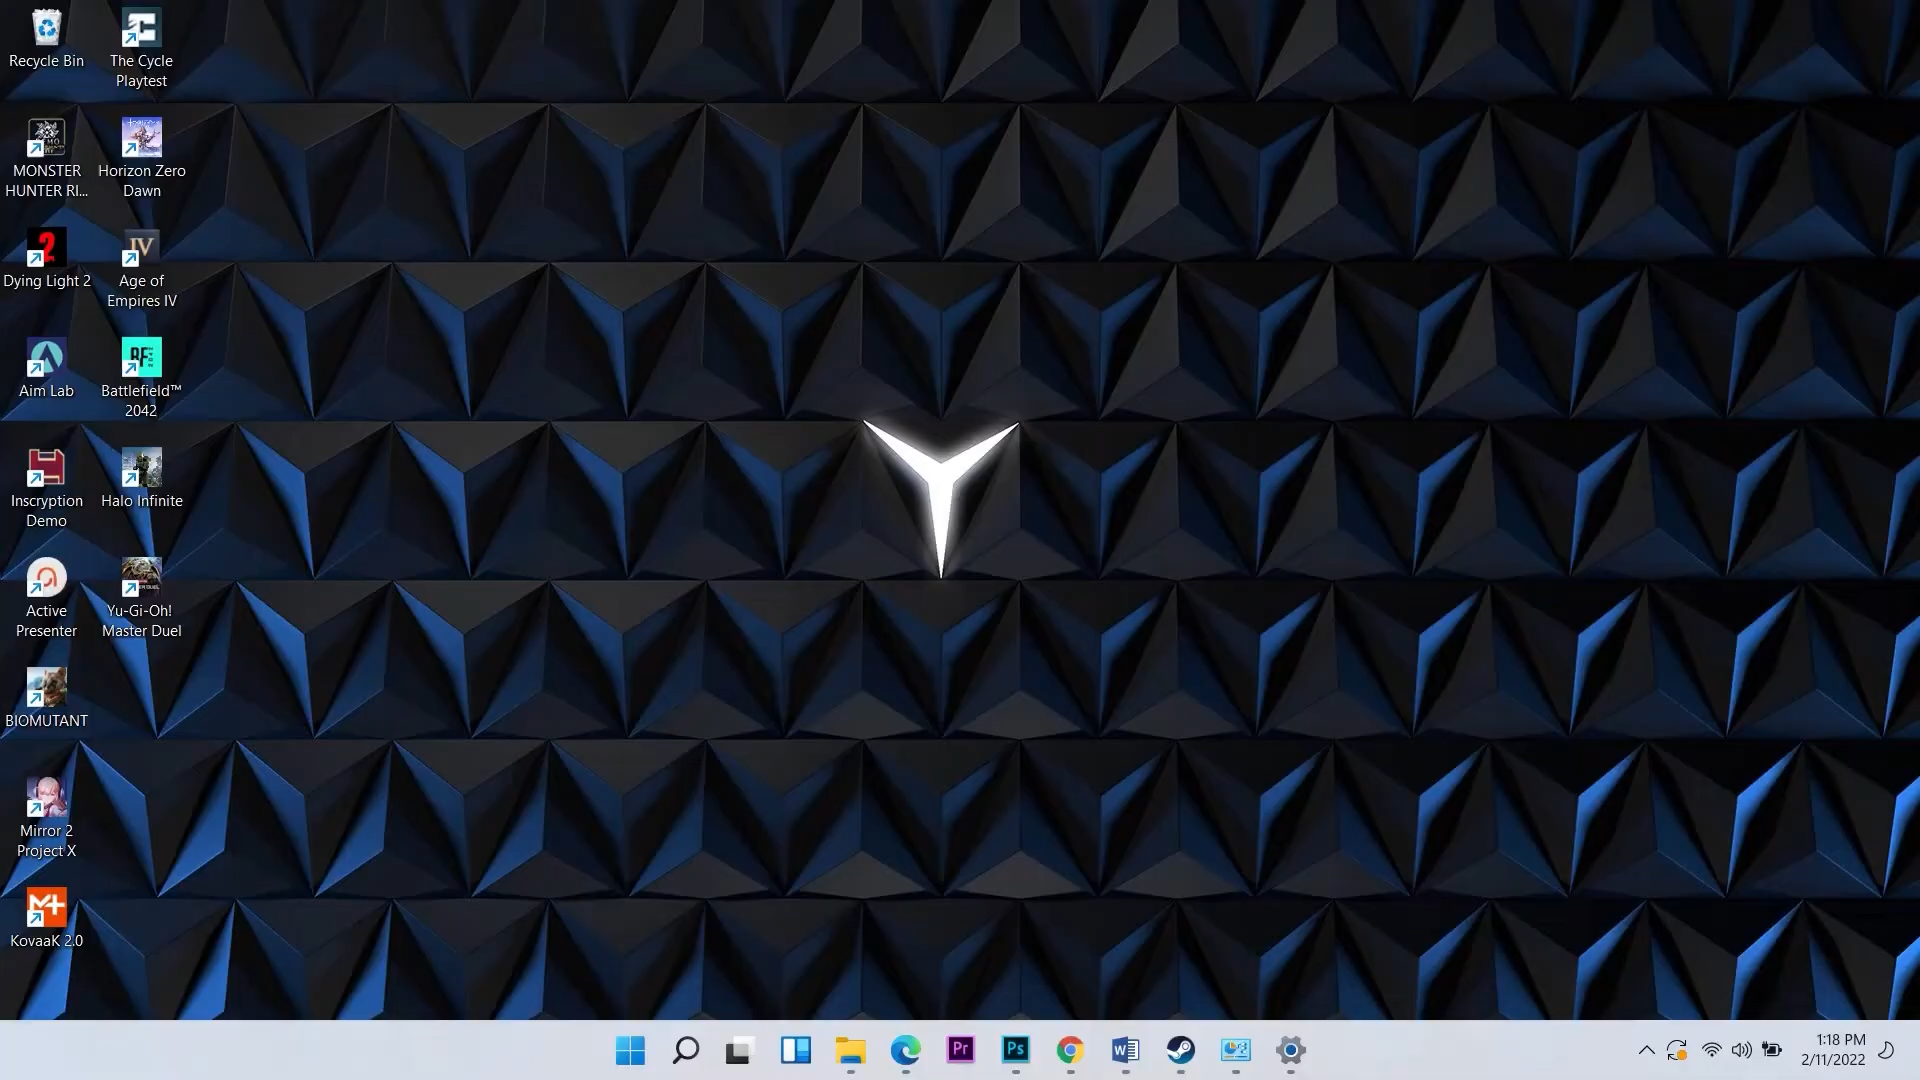 Recycle Bin
The Cycle
Playtest
MONSTER
HUNTER RI...
Horizon Zero
Dawn
Dying Light 2
Age of
Empires IV
Aim Lab
Battlefield™
2042
Inscryption
Demo
Halo Infinite
Active
Presenter
Yu-Gi-Oh!
Master Duel
BIOMUTANT
Mirror 2
Project X
KovaaK 2.0
1:18 PM
2/11/2022